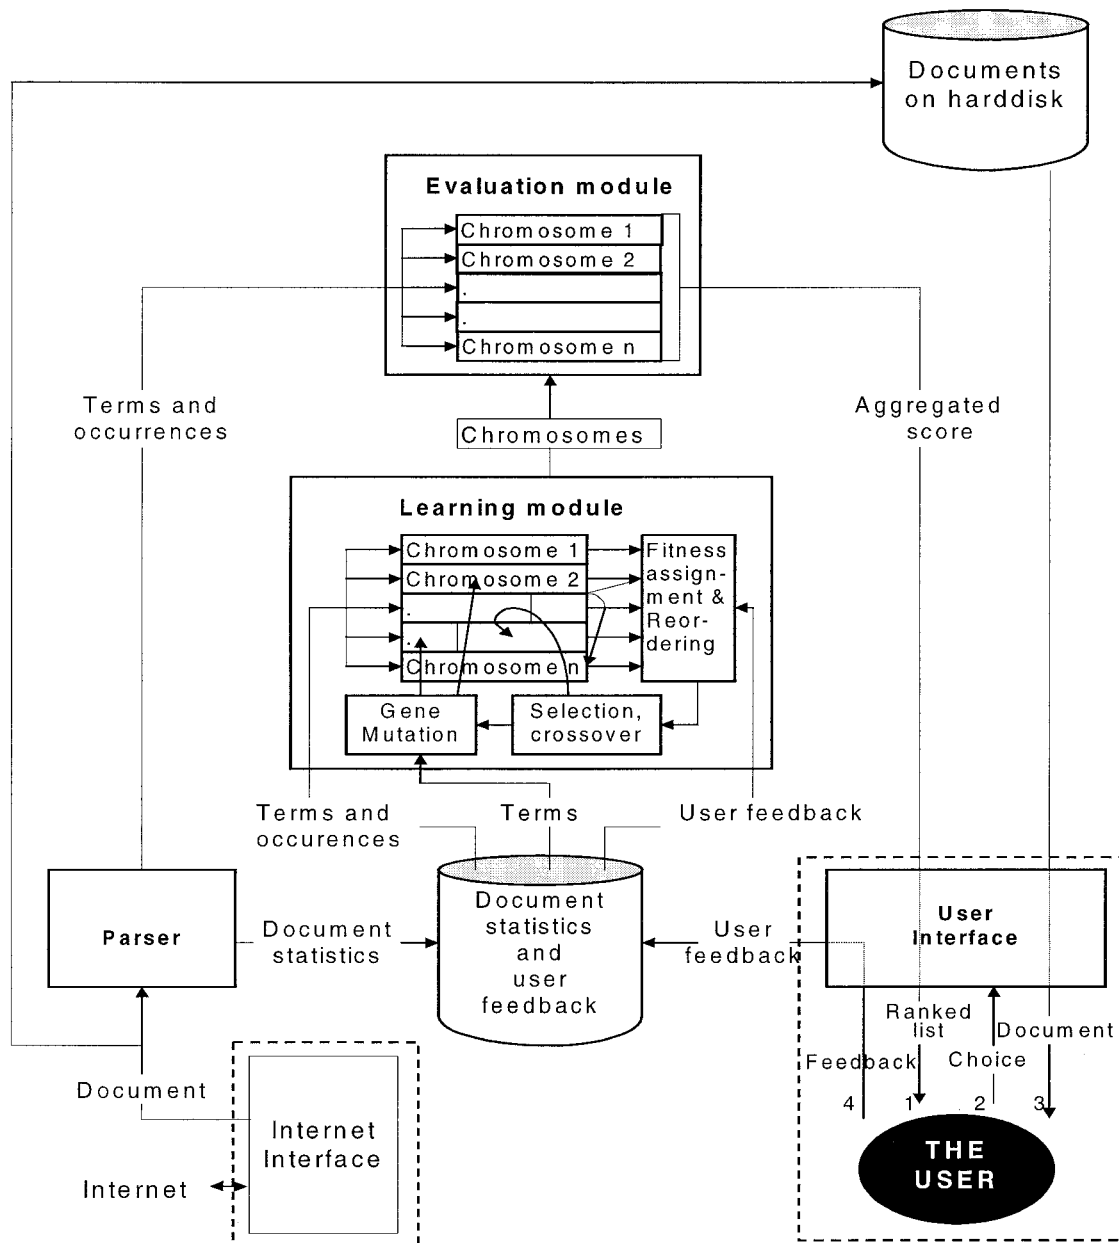 Documents
on harddisk
Evaluation module
Chromosome 1
Chromosome 2
.
.
Chromosome n
Terms and
occurrences
Aggregated
score
Chromosomes
Learning module
Chromosome 1
Chromosome 2
.
.
Chromosome n
Fitness
assign-
ment &
Reor-
dering
Gene
Mutation
Selection,
crossover
Terms and
occurences
Terms
User feedback
Parser
Document
statistics
Document
statistics
and
user
feedback
User
feedback
User
Interface
Ranked
list
Document
Feedback
Choice
4
1
2
3
Document
Internet
Interface
Internet
THE
USER